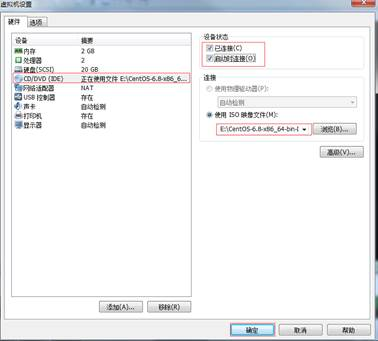 虚拟机设置
硬件 选项
设备 摘要
内存 2 GB
处理器 2
硬盘(SCSI) 20 GB
CD/DVD (IDE) 正在使用文件 E:\CentOS-6.8-x86_6...
网络适配器 NAT
USB 控制器 存在
声卡 自动检测
打印机 存在
显示器 自动检测
添加(A)... 移除(R)
设备状态
已连接(C)
启动时连接(O)
连接
使用物理驱动器(P):
自动检测
使用 ISO 映像文件(M):
E:\CentOS-6.8-x86_64-bin-I 浏览(B)...
高级(V)...
确定 取消 帮助